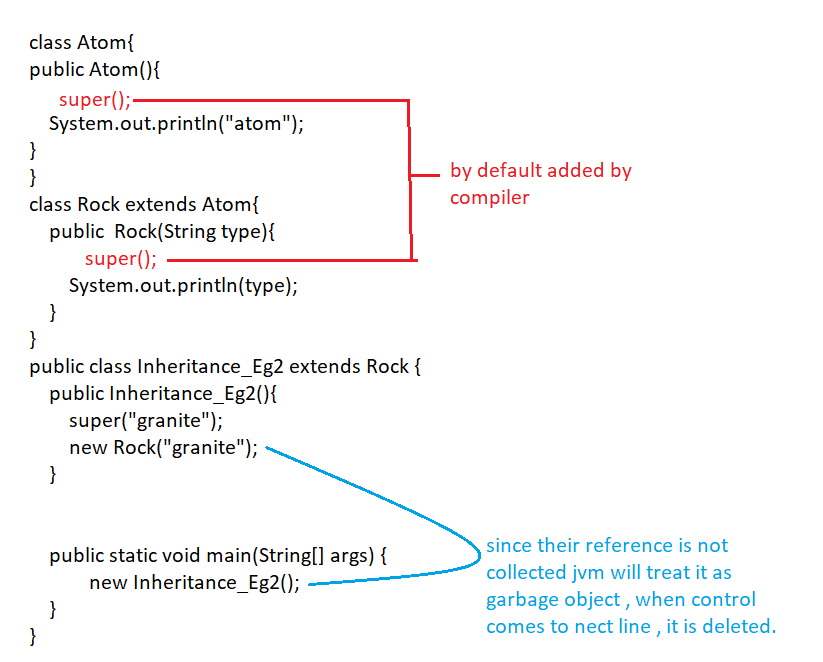 class Atom{
public Atom(){
super();
System.out.println("atom");
}
}
class Rock extends Atom{
public  Rock(String type){
super();
System.out.println(type);
}
}
public class Inheritance_Eg2 extends Rock {
public Inheritance_Eg2(){
super("granite");
new Rock("granite");
}
public static void main(String[] args) {
new Inheritance_Eg2();
}
}
by default added by
compiler
since their reference is not
collected jvm will treat it as
garbage object , when control
comes to nect line , it is deleted.